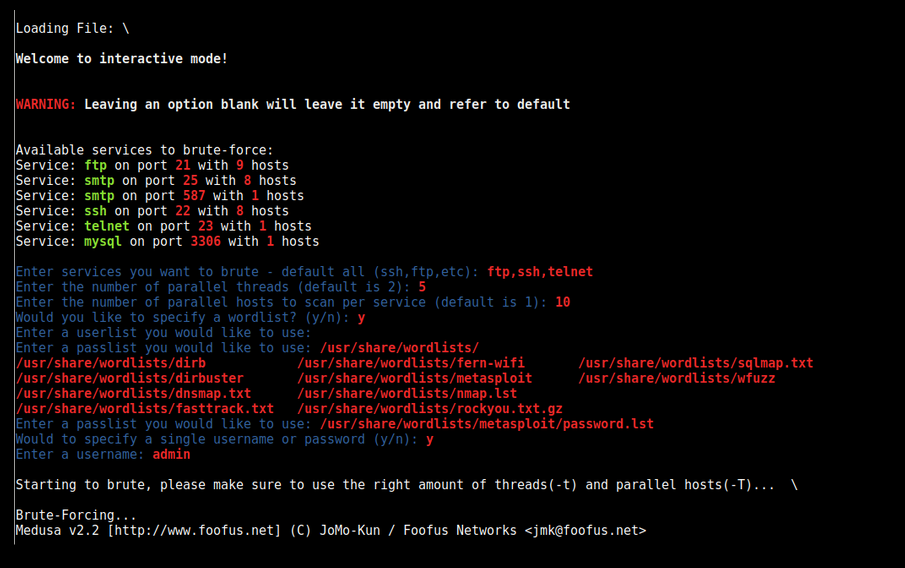 Loading File: \
Welcome to interactive mode!
WARNING: Leaving an option blank will leave it empty and refer to default
Available services to brute-force:
Service: ftp on port 21 with 9 hosts
Service: smtp on port 25 with 8 hosts
Service: smtp on port 587 with 1 hosts
Service: ssh on port 22 with 8 hosts
Service: telnet on port 23 with 1 hosts
Service: mysql on port 3306 with 1 hosts
Enter services you want to brute - default all (ssh,ftp,etc): ftp,ssh,telnet
Enter the number of parallel threads (default is 2): 5
Enter the number of parallel hosts to scan per service (default is 1): 10
Would you like to specify a wordlist? (y/n): y
Enter a userlist you would like to use:
Enter a passlist you would like to use: /usr/share/wordlists/
/usr/share/wordlists/dirb /usr/share/wordlists/fern-wifi /usr/share/wordlists/sqlmap.txt
/usr/share/wordlists/dirbuster /usr/share/wordlists/metasploit /usr/share/wordlists/wfuzz
/usr/share/wordlists/dnsmap.txt /usr/share/wordlists/nmap.lst
/usr/share/wordlists/fasttrack.txt /usr/share/wordlists/rockyou.txt.gz
Enter a passlist you would like to use: /usr/share/wordlists/metasploit/password.lst
Would to specify a single username or password (y/n): y
Enter a username: admin
Starting to brute, please make sure to use the right amount of threads(-t) and parallel hosts(-T)... \
Brute-Forcing...
Medusa v2.2 [http://www.foofus.net] (C) JoMo-Kun / Foofus Networks <jmk@foofus.net>